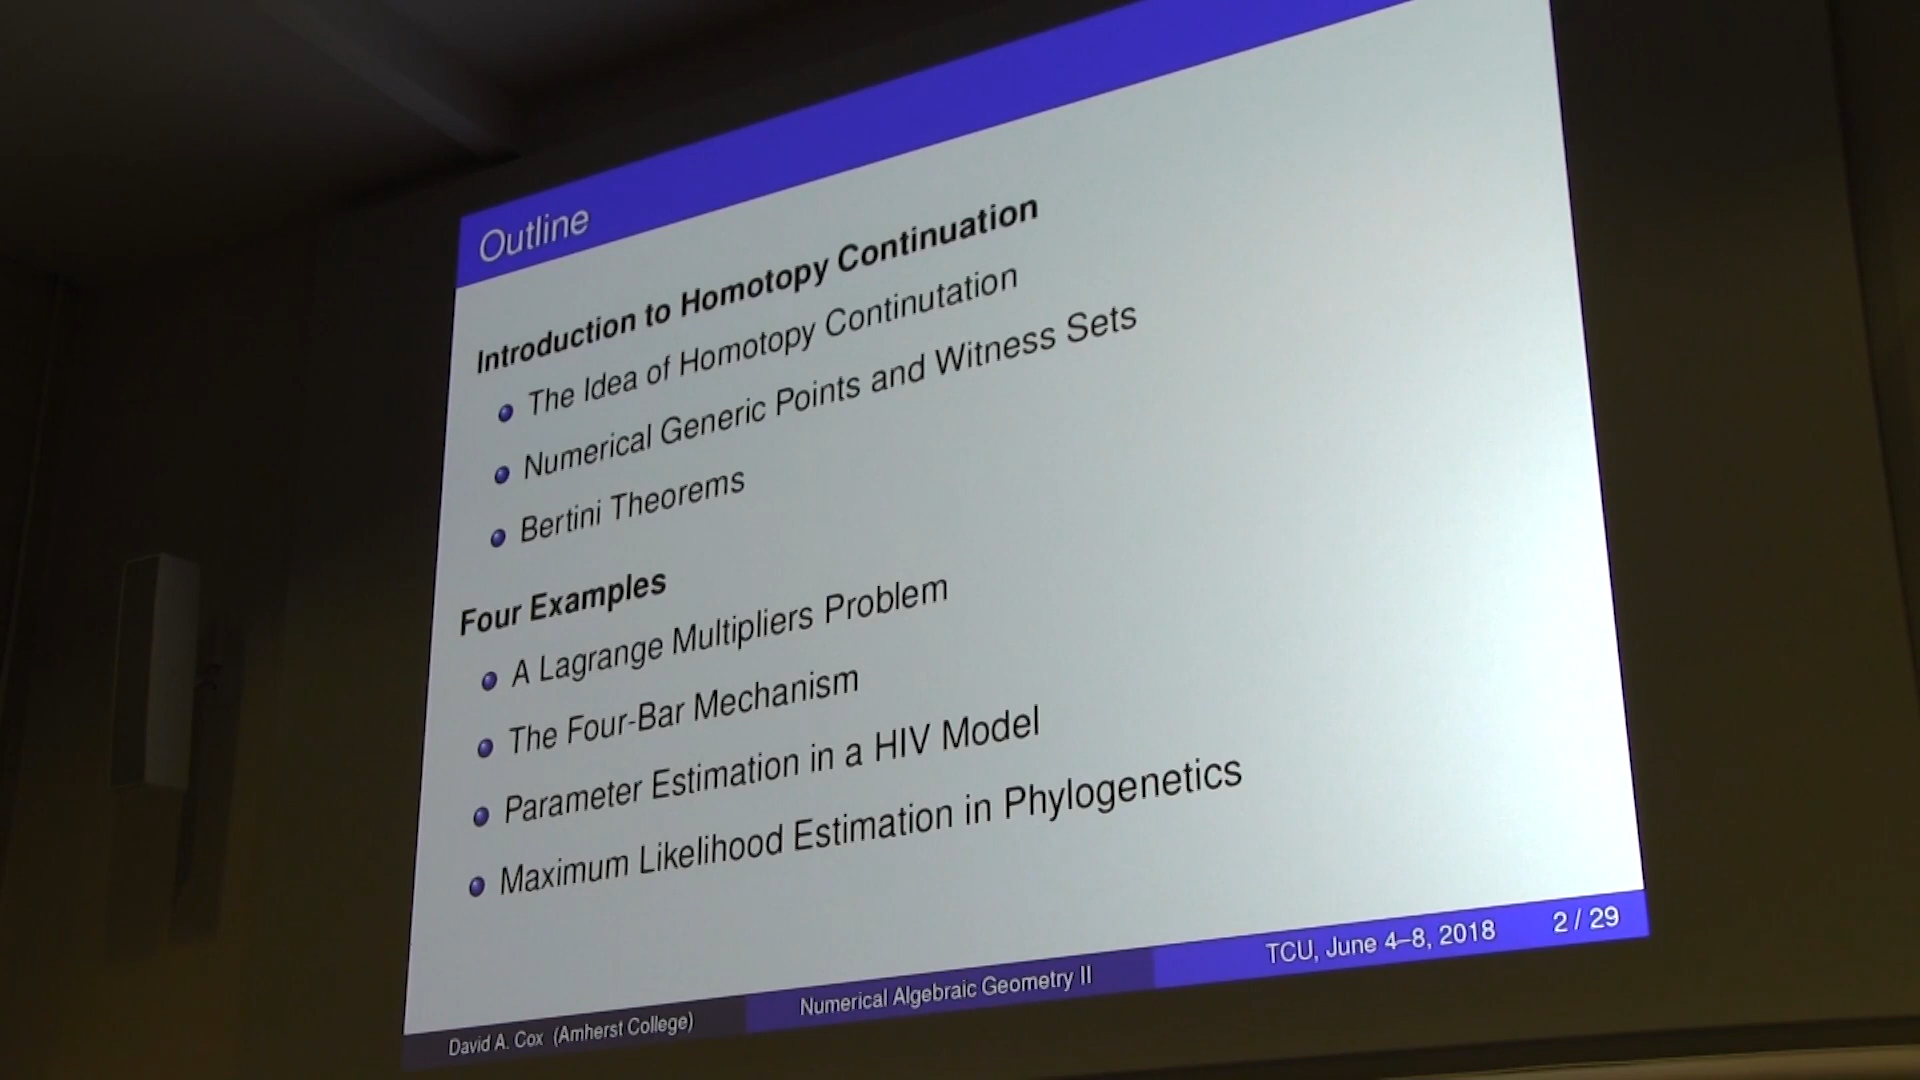 Outline
Introduction to Homotopy Continuation
The Idea of Homotopy Continutation
Numerical Generic Points and Witness Sets
Bertini Theorems
Four Examples
A Lagrange Multipliers Problem
The Four-Bar Mechanism
Parameter Estimation in a HIV Model
Maximum Likelihood Estimation in Phylogenetics
David A. Cox (Amherst College)
Numerical Algebraic Geometry II
TCU, June 4–8, 2018
2 / 29